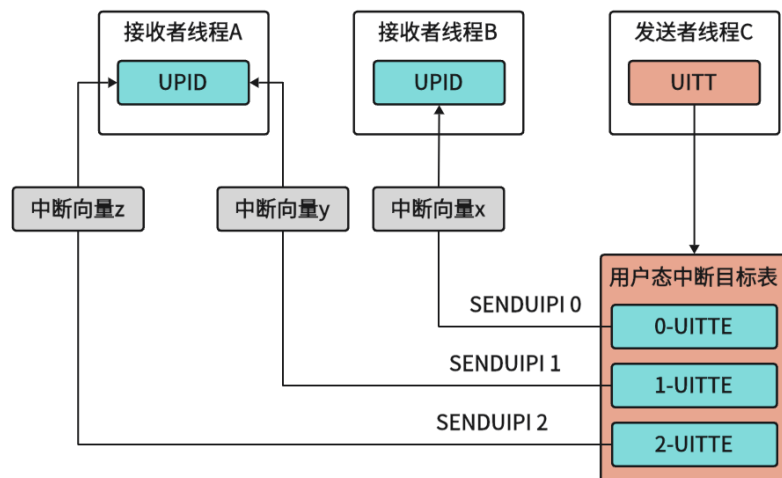 接收者线程A
接收者线程B
发送者线程C
UPID
UPID
UITT
中断向量z
中断向量y
中断向量x
用户态中断目标表
SENDUIPI 0
0-UITTE
SENDUIPI 1
1-UITTE
SENDUIPI 2
2-UITTE